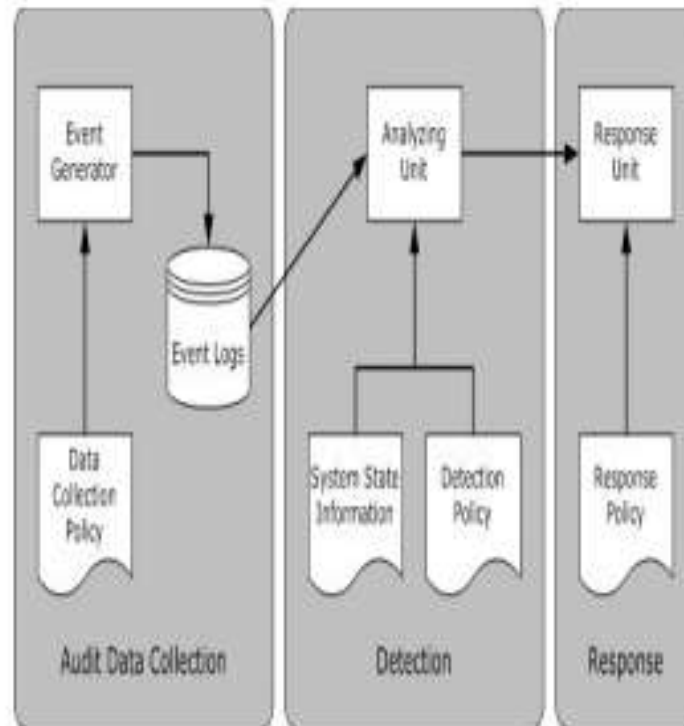 Event
Generator
Event Logs
Data
Collection
Policy
Audit Data Collection
Analyzing
Unit
System State
Information
Detection
Policy
Detection
Response
Unit
Response
Policy
Response